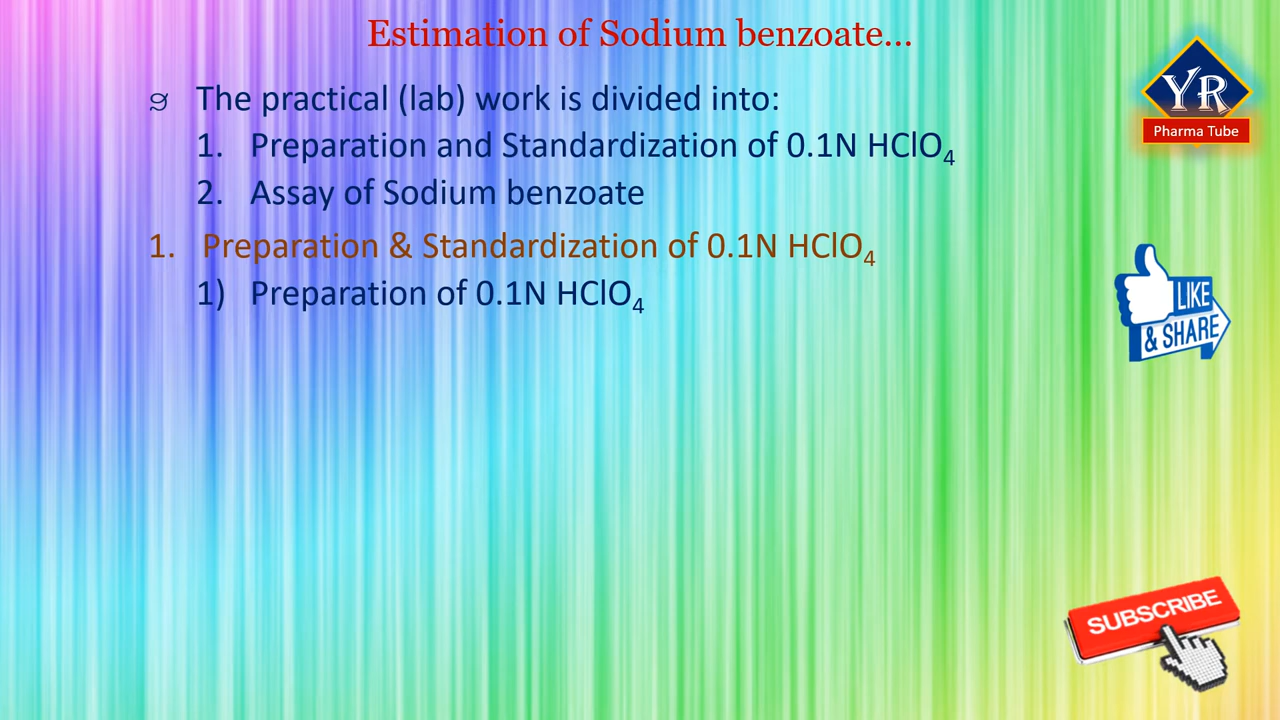 Estimation of Sodium benzoate...
The practical (lab) work is divided into:
1. Preparation and Standardization of 0.1N HClO₄
2. Assay of Sodium benzoate
1. Preparation & Standardization of 0.1N HClO₄
1) Preparation of 0.1N HClO₄
YR
Pharma Tube
LIKE
& SHARE
SUBSCRIBE